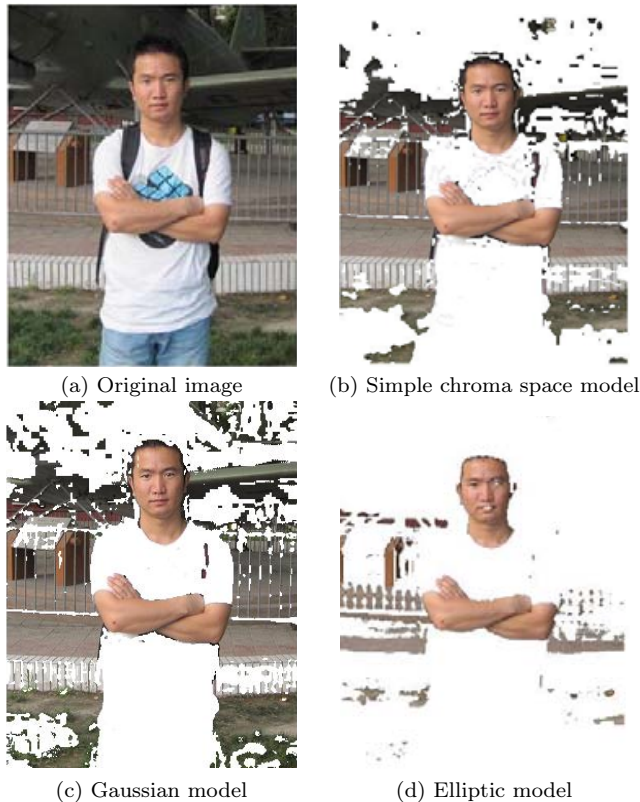 (a) Original image
(b) Simple chroma space model
(c) Gaussian model
(d) Elliptic model